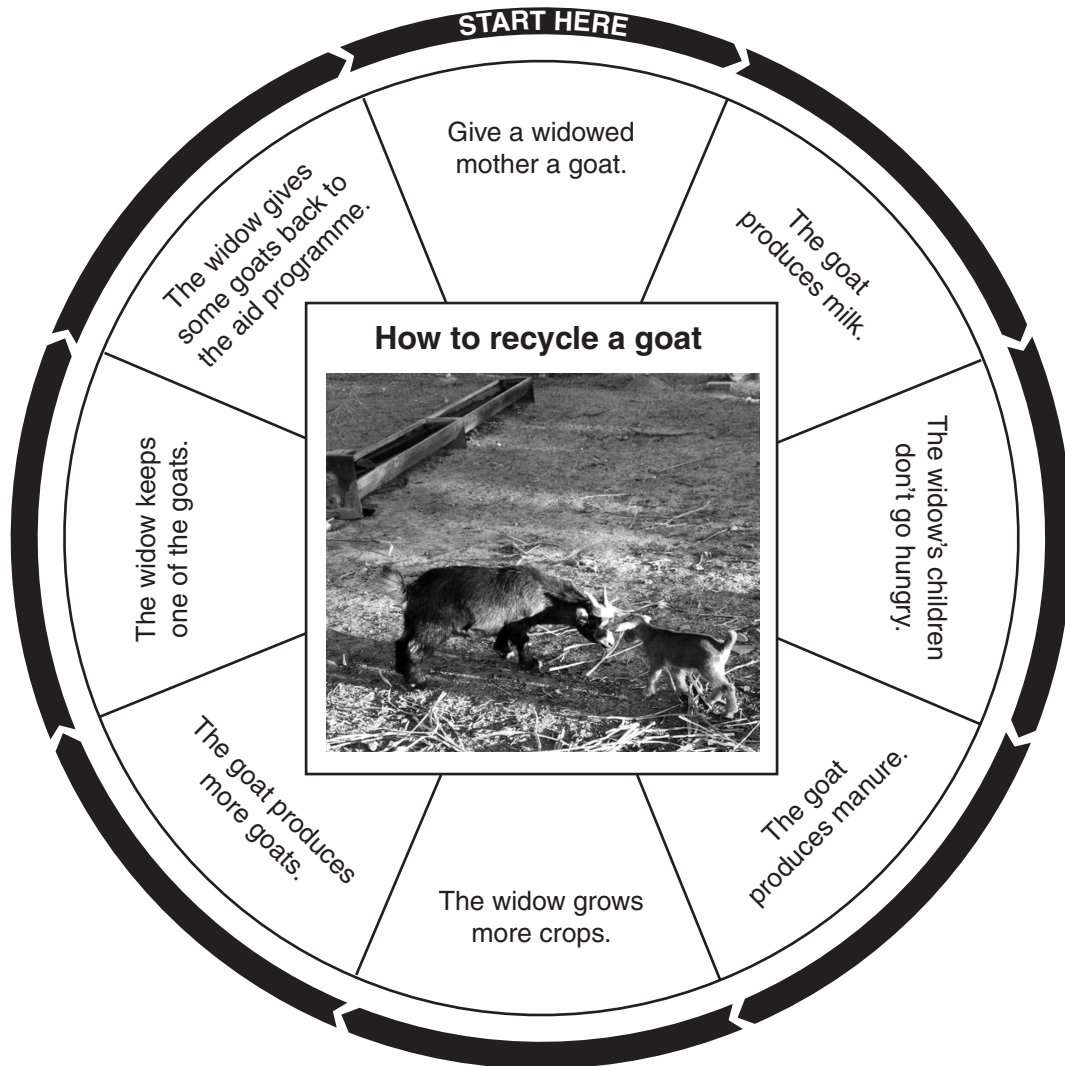 START HERE
Give a widowed
mother a goat.
The goat
produces milk.
The widow's children
don't go hungry.
The goat
produces manure.
The widow grows
more crops.
The goat produces
more goats.
The widow keeps
one of the goats.
The widow gives
some goats back to
the aid programme.
How to recycle a goat